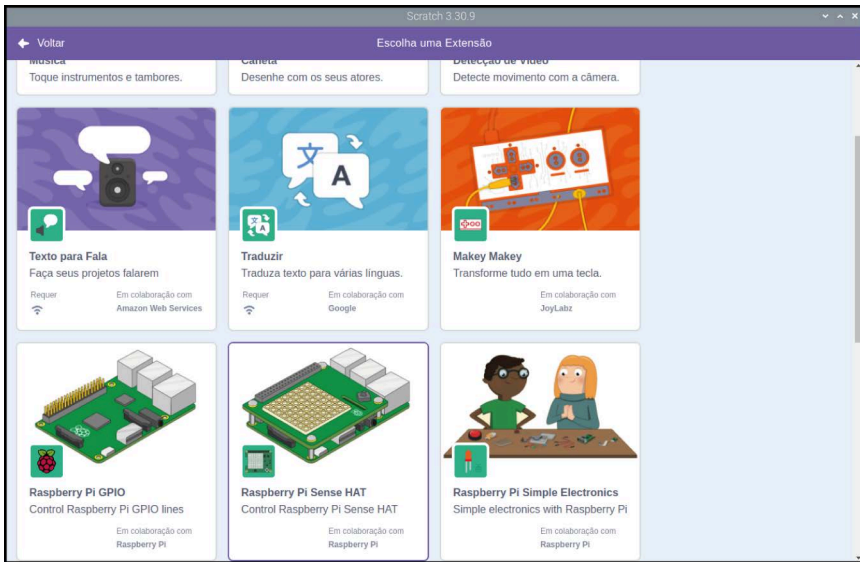 Scratch 3.30.9
Voltar
Escolha uma Extensão
Música
Toque instrumentos e tambores.
Caneta
Desenhe com os seus atores.
Detecção de Vídeo
Detecte movimento com a câmera.
文
A
文
A
Texto para Fala
Faça seus projetos falarem
Requer
Em colaboração com
Amazon Web Services
Traduzir
Traduza texto para várias línguas.
Requer
Em colaboração com
Google
Makey Makey
Transforme tudo em uma tecla.
Em colaboração com
JoyLabz
Raspberry Pi GPIO
Control Raspberry Pi GPIO lines
Em colaboração com
Raspberry Pi
Raspberry Pi Sense HAT
Control Raspberry Pi Sense HAT
Em colaboração com
Raspberry Pi
Raspberry Pi Simple Electronics
Simple electronics with Raspberry Pi
Em colaboração com
Raspberry Pi